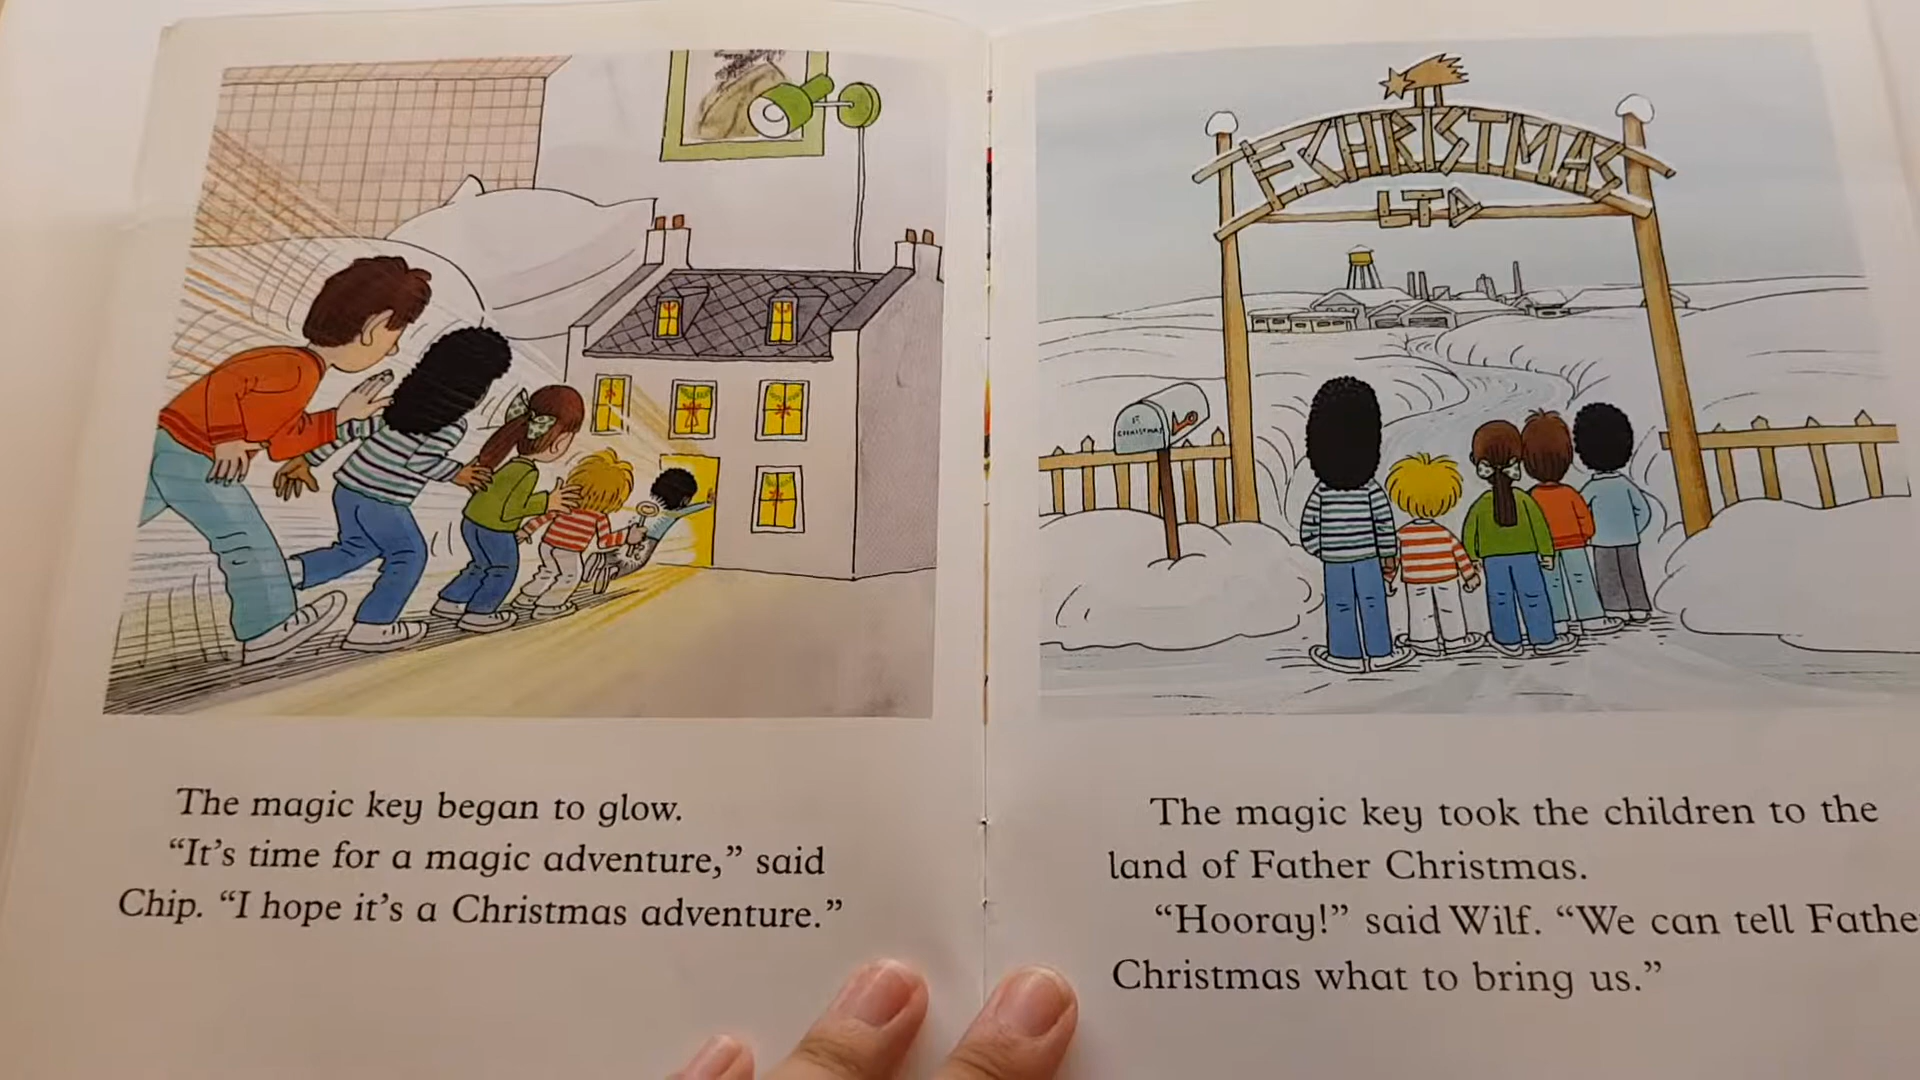 The magic key began to glow.
“It’s time for a magic adventure,” said
Chip. “I hope it’s a Christmas adventure.”
FCHRISTMAS
LTD
CHRISTMAS
The magic key took the children to the
land of Father Christmas.
“Hooray!” said Wilf. “We can tell Fathe
Christmas what to bring us.”